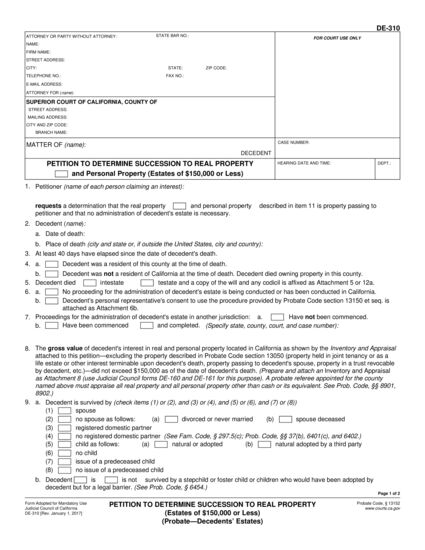 DE-310
ATTORNEY OR PARTY WITHOUT ATTORNEY: STATE BAR NO.: FOR COURT USE ONLY
NAME:
FIRM NAME:
STREET ADDRESS:
CITY: STATE: ZIP CODE:
TELEPHONE NO.: FAX NO.:
E-MAIL ADDRESS:
ATTORNEY FOR (name):
SUPERIOR COURT OF CALIFORNIA, COUNTY OF
STREET ADDRESS:
MAILING ADDRESS:
CITY AND ZIP CODE:
BRANCH NAME:
MATTER OF (name): CASE NUMBER:
DECEDENT
PETITION TO DETERMINE SUCCESSION TO REAL PROPERTY HEARING DATE AND TIME: DEPT.:
and Personal Property (Estates of $150,000 or Less)
1. Petitioner (name of each person claiming an interest):
requests a determination that the real property and personal property described in item 11 is property passing to
petitioner and that no administration of decedent's estate is necessary.
2. Decedent (name):
a. Date of death:
b. Place of death (city and state or, if outside the United States, city and country):
3. At least 40 days have elapsed since the date of decedent's death.
4. a. Decedent was a resident of this county at the time of death.
b. Decedent was not a resident of California at the time of death. Decedent died owning property in this county.
5. Decedent died intestate testate and a copy of the will and any codicil is affixed as Attachment 5 or 12a.
6. a. No proceeding for the administration of decedent's estate is being conducted or has been conducted in California.
b. Decedent's personal representative's consent to use the procedure provided by Probate Code section 13150 et seq. is
attached as Attachment 6b.
7. Proceedings for the administration of decedent's estate in another jurisdiction: a. Have not been commenced.
b. Have been commenced and completed. (Specify state, county, court, and case number):
8. The gross value of decedent's interest in real and personal property located in California as shown by the Inventory and Appraisal
attached to this petition—excluding the property described in Probate Code section 13050 (property held in joint tenancy or as a
life estate or other interest terminable upon decedent's death, property passing to decedent's spouse, property in a trust revocable
by decedent, etc.)—did not exceed $150,000 as of the date of death. (Prepare and attach an Inventory and Appraisal
as Attachment 8 (use Judicial Council forms DE-160 and DE-161 for this purpose). A probate referee appointed for the county
named above must appraise all real property and all personal property other than cash or its equivalent. See Prob. Code, §§ 8901,
8902.)
9. a. Decedent is survived by (check items (1) or (2), and (3) or (4), and (5) or (6), and (7) or (8))
(1) spouse
(2) no spouse as follows: (a) divorced or never married (b) spouse deceased
(3) registered domestic partner
(4) no registered domestic partner (See Fam. Code, § 297.5(c); Prob. Code, §§ 37(b), 6401(c), and 6402.)
(5) child as follows: (a) natural or adopted (b) natural adopted by a third party
(6) no child
(7) issue of a predeceased child
(8) no issue of a predeceased child
b. Decedent is is not survived by a stepchild or foster child or children who would have been adopted by
decedent but for a legal barrier. (See Prob. Code, § 6454.)
Page 1 of 2
Form Adopted for Mandatory Use PETITION TO DETERMINE SUCCESSION TO REAL PROPERTY Probate Code, § 13152
Judicial Council of California (Estates of $150,000 or Less) www.courts.ca.gov
DE-310 [Rev. January 1, 2017] (Probate—Decedents' Estates)